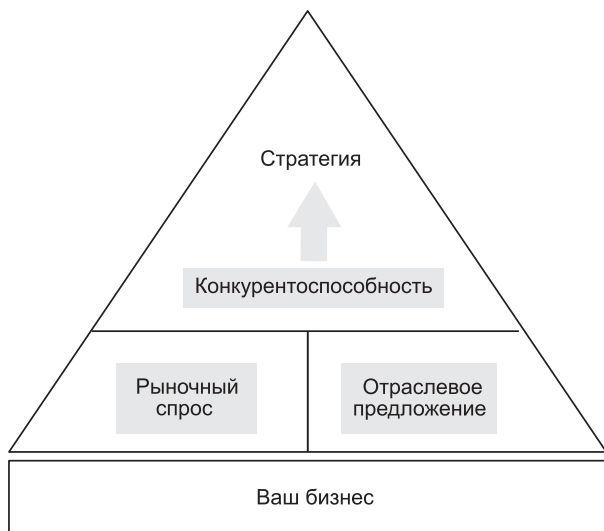 Стратегия
Конкурентоспособность
Рыночный
спрос
Отраслевое
предложение
Ваш бизнес